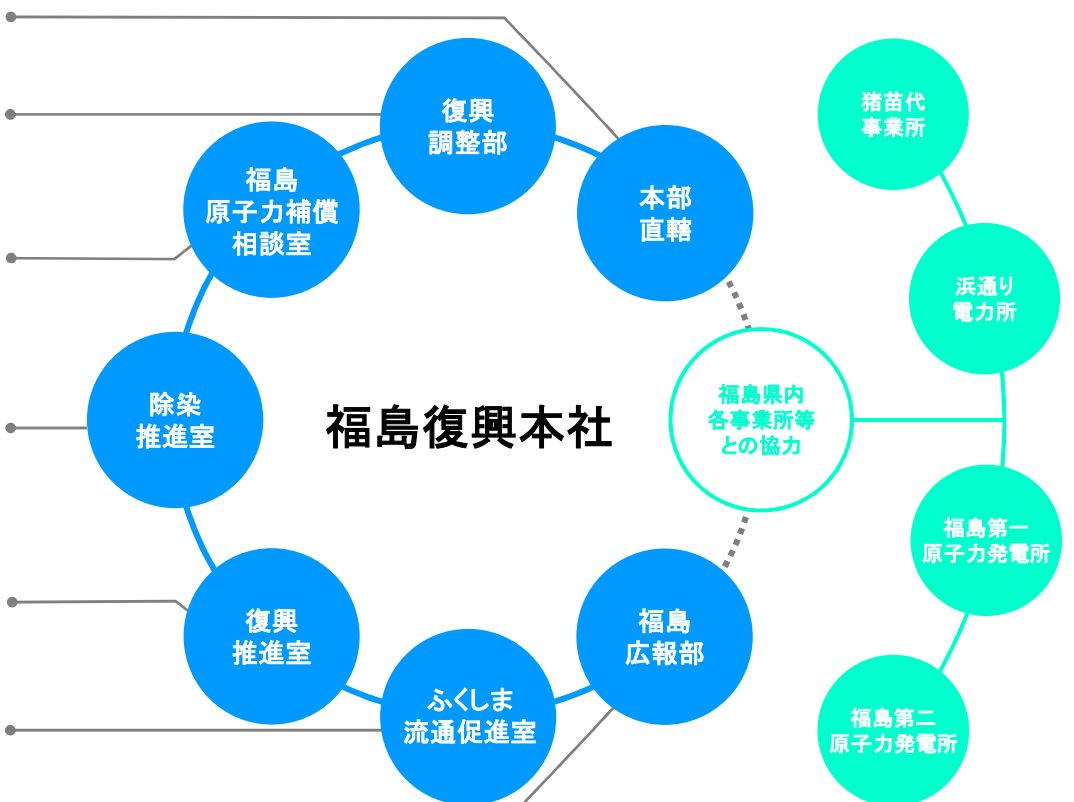 復興
調整部
本部
直轄
福島
原子力補償
相談室
除染
推進室
福島復興本社
復興
推進室
ふくしま
流通促進室
福島
広報部
福島県内
各事業所等
との協力
猪苗代
事業所
浜通り
電力所
福島第一
原子力発電所
福島第二
原子力発電所